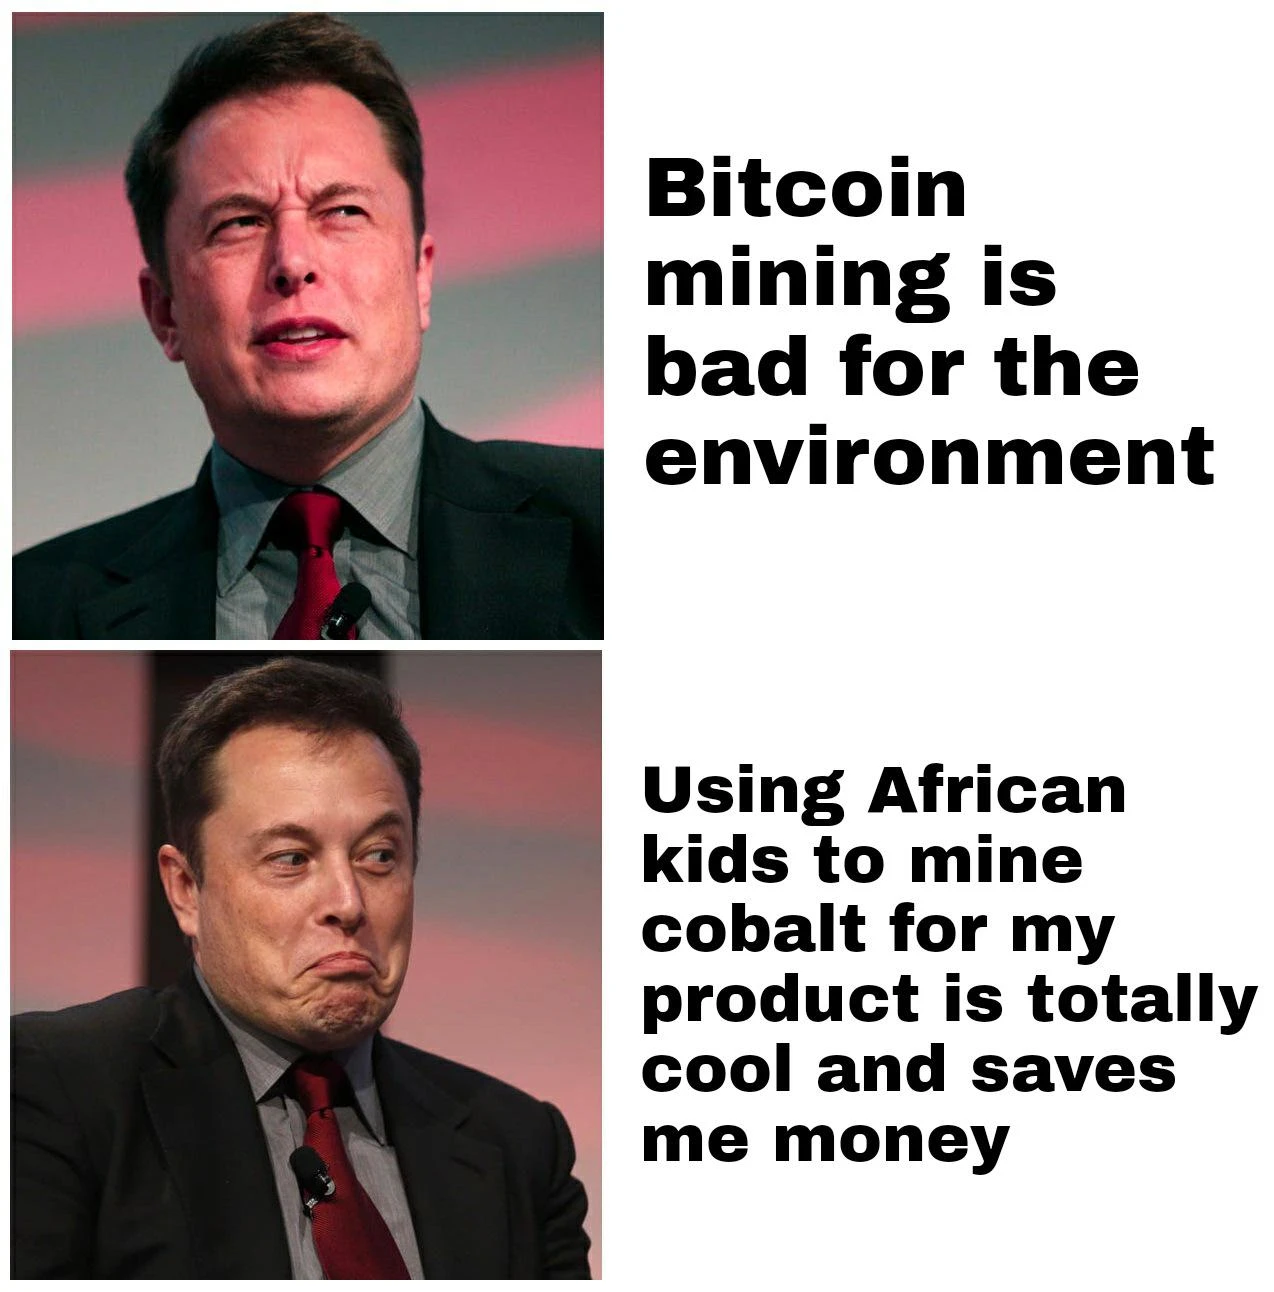 Bitcoin
mining is
bad for the
environment
Using African
kids to mine
cobalt for my
product is totally
cool and saves
me money